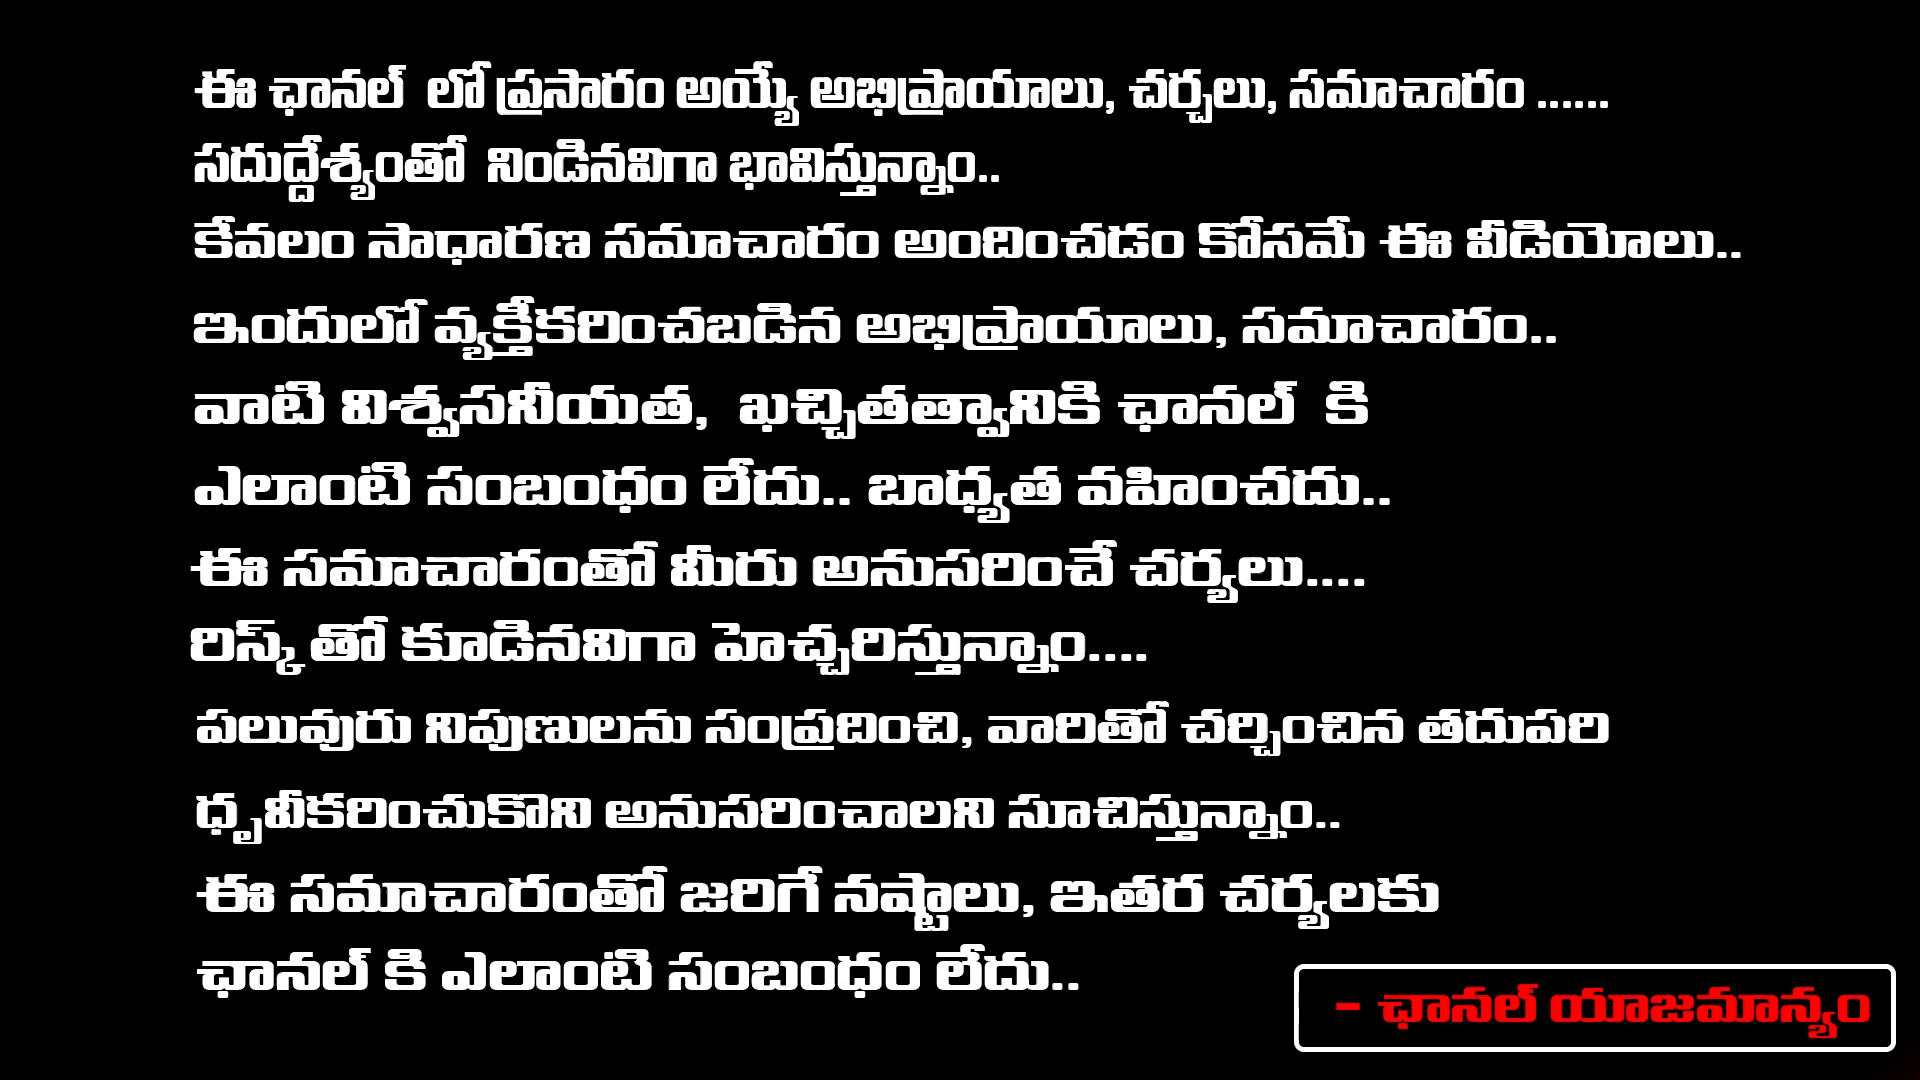 ఈ ఛానల్ లో ప్రసారం అయ్యే అభిప్రాయాలు, చర్చలు, సమాచారం ......
సదుద్దేశ్యంతో నిండినవిగా భావిస్తున్నాం..
కేవలం సాధారణ సమాచారం అందించడం కోసమే ఈ వీడియోలు..
ఇందులో వ్యక్తీకరించబడిన అభిప్రాయాలు, సమాచారం..
వాటి విశ్వసనీయత, ఖచ్చితత్వానికి ఛానల్ కి
ఎలాంటి సంబంధం లేదు.. బాధ్యత వహించదు..
ఈ సమాచారంతో మీరు అనుసరించే చర్యలు....
రిస్క్ తో కూడినవిగా హెచ్చరిస్తున్నాం....
పలువురు నిపుణులను సంప్రదించి, వారితో చర్చించిన తదుపరి
ధృవీకరించుకొని అనుసరించాలని సూచిస్తున్నాం..
ఈ సమాచారంతో జరిగే నష్టాలు, ఇతర చర్యలకు
ఛానల్ కి ఎలాంటి సంబంధం లేదు..
- ఛానల్ యాజమాన్యం